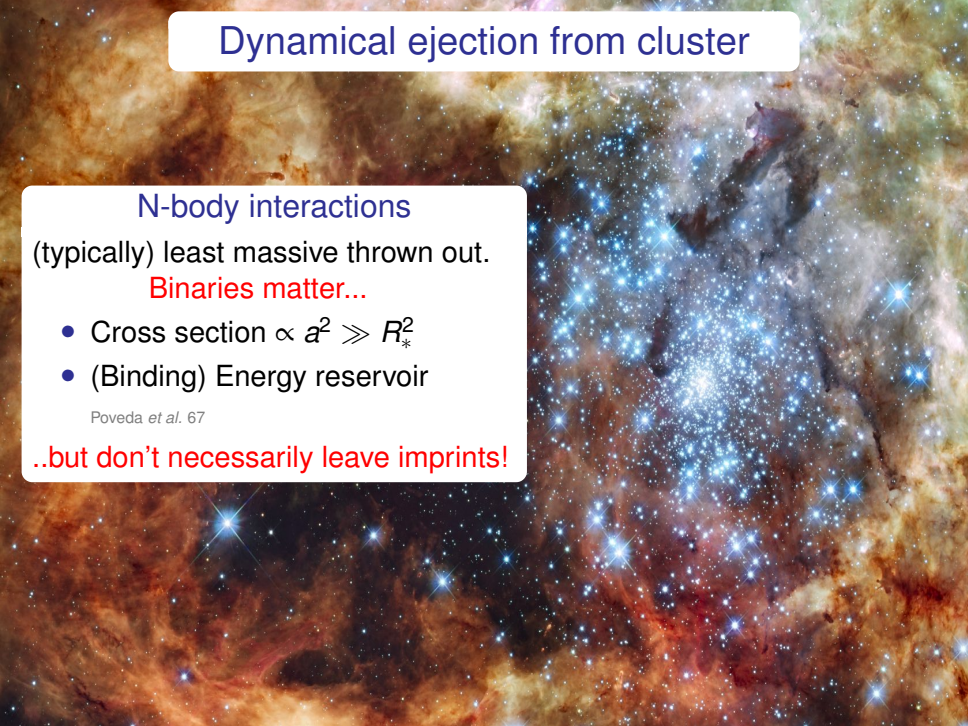 Dynamical ejection from cluster
N-body interactions
(typically) least massive thrown out.
Binaries matter...
• Cross section ∝ a² ≫ R²∗
• (Binding) Energy reservoir
Poveda et al. 67
..but don't necessarily leave imprints!